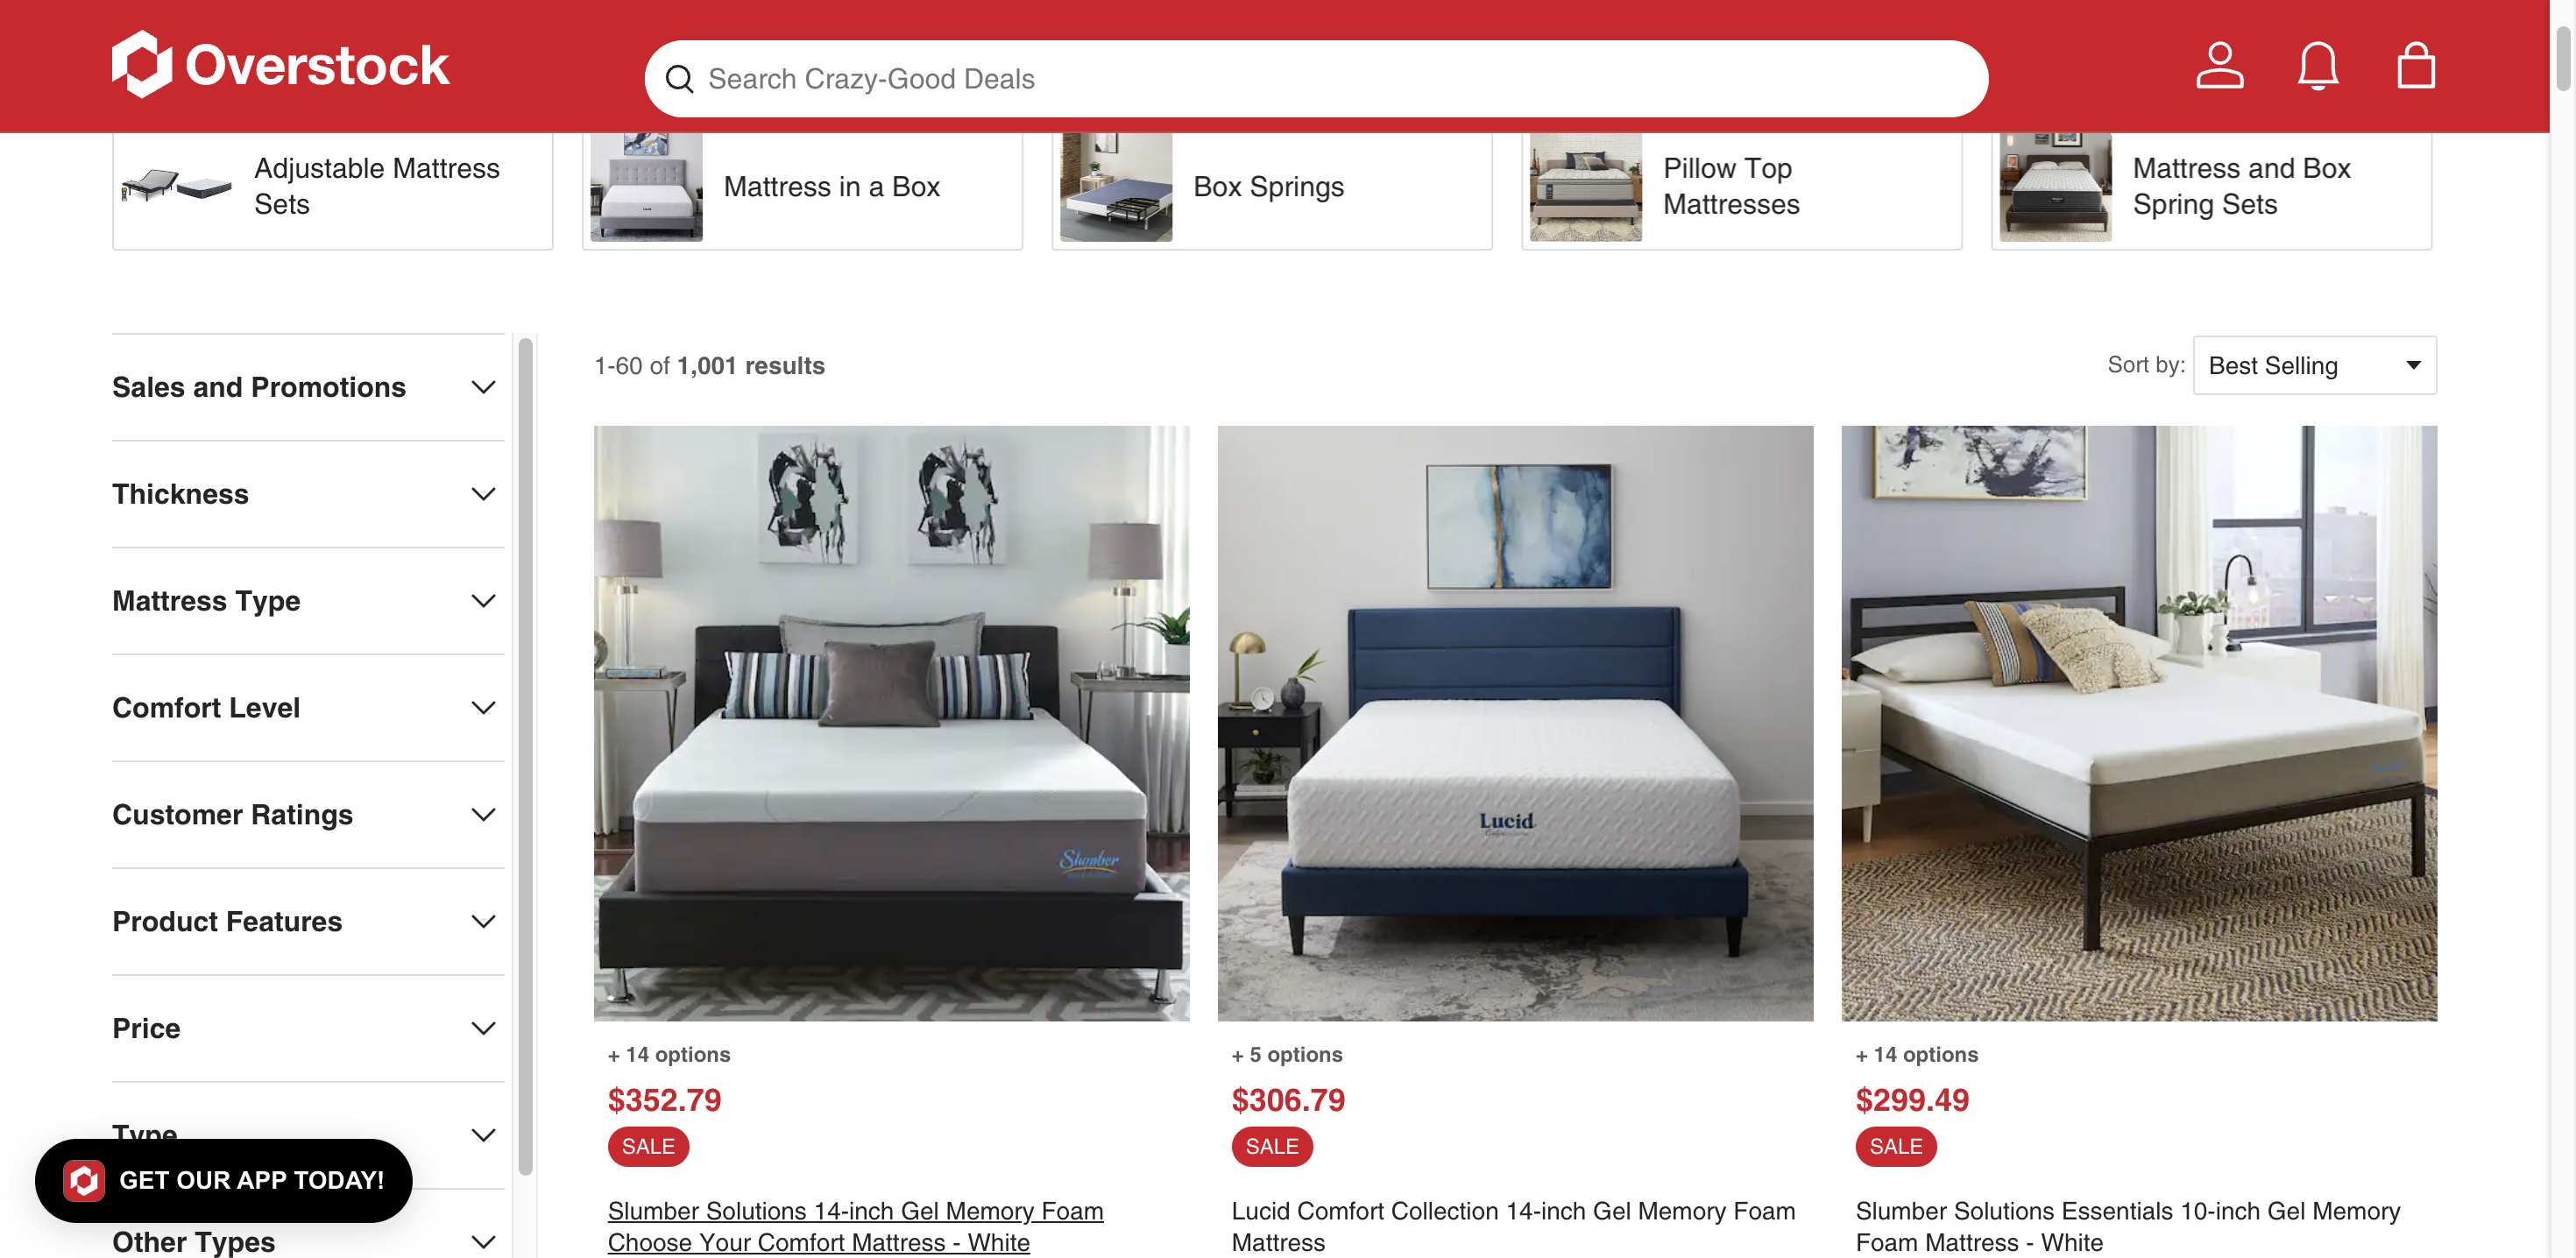 Overstock
Search Crazy-Good Deals
Adjustable Mattress
Sets
Mattress in a Box
Box Springs
Pillow Top
Mattresses
Mattress and Box
Spring Sets
Sales and Promotions
Thickness
Mattress Type
Comfort Level
Customer Ratings
Product Features
Price
Type
Other Types
GET OUR APP TODAY!
1-60 of 1,001 results
Sort by:
Best Selling
Slumber
+ 14 options
$352.79
SALE
Slumber Solutions 14-inch Gel Memory Foam
Choose Your Comfort Mattress - White
Lucid
+ 5 options
$306.79
SALE
Lucid Comfort Collection 14-inch Gel Memory Foam
Mattress
+ 14 options
$299.49
SALE
Slumber Solutions Essentials 10-inch Gel Memory
Foam Mattress - White